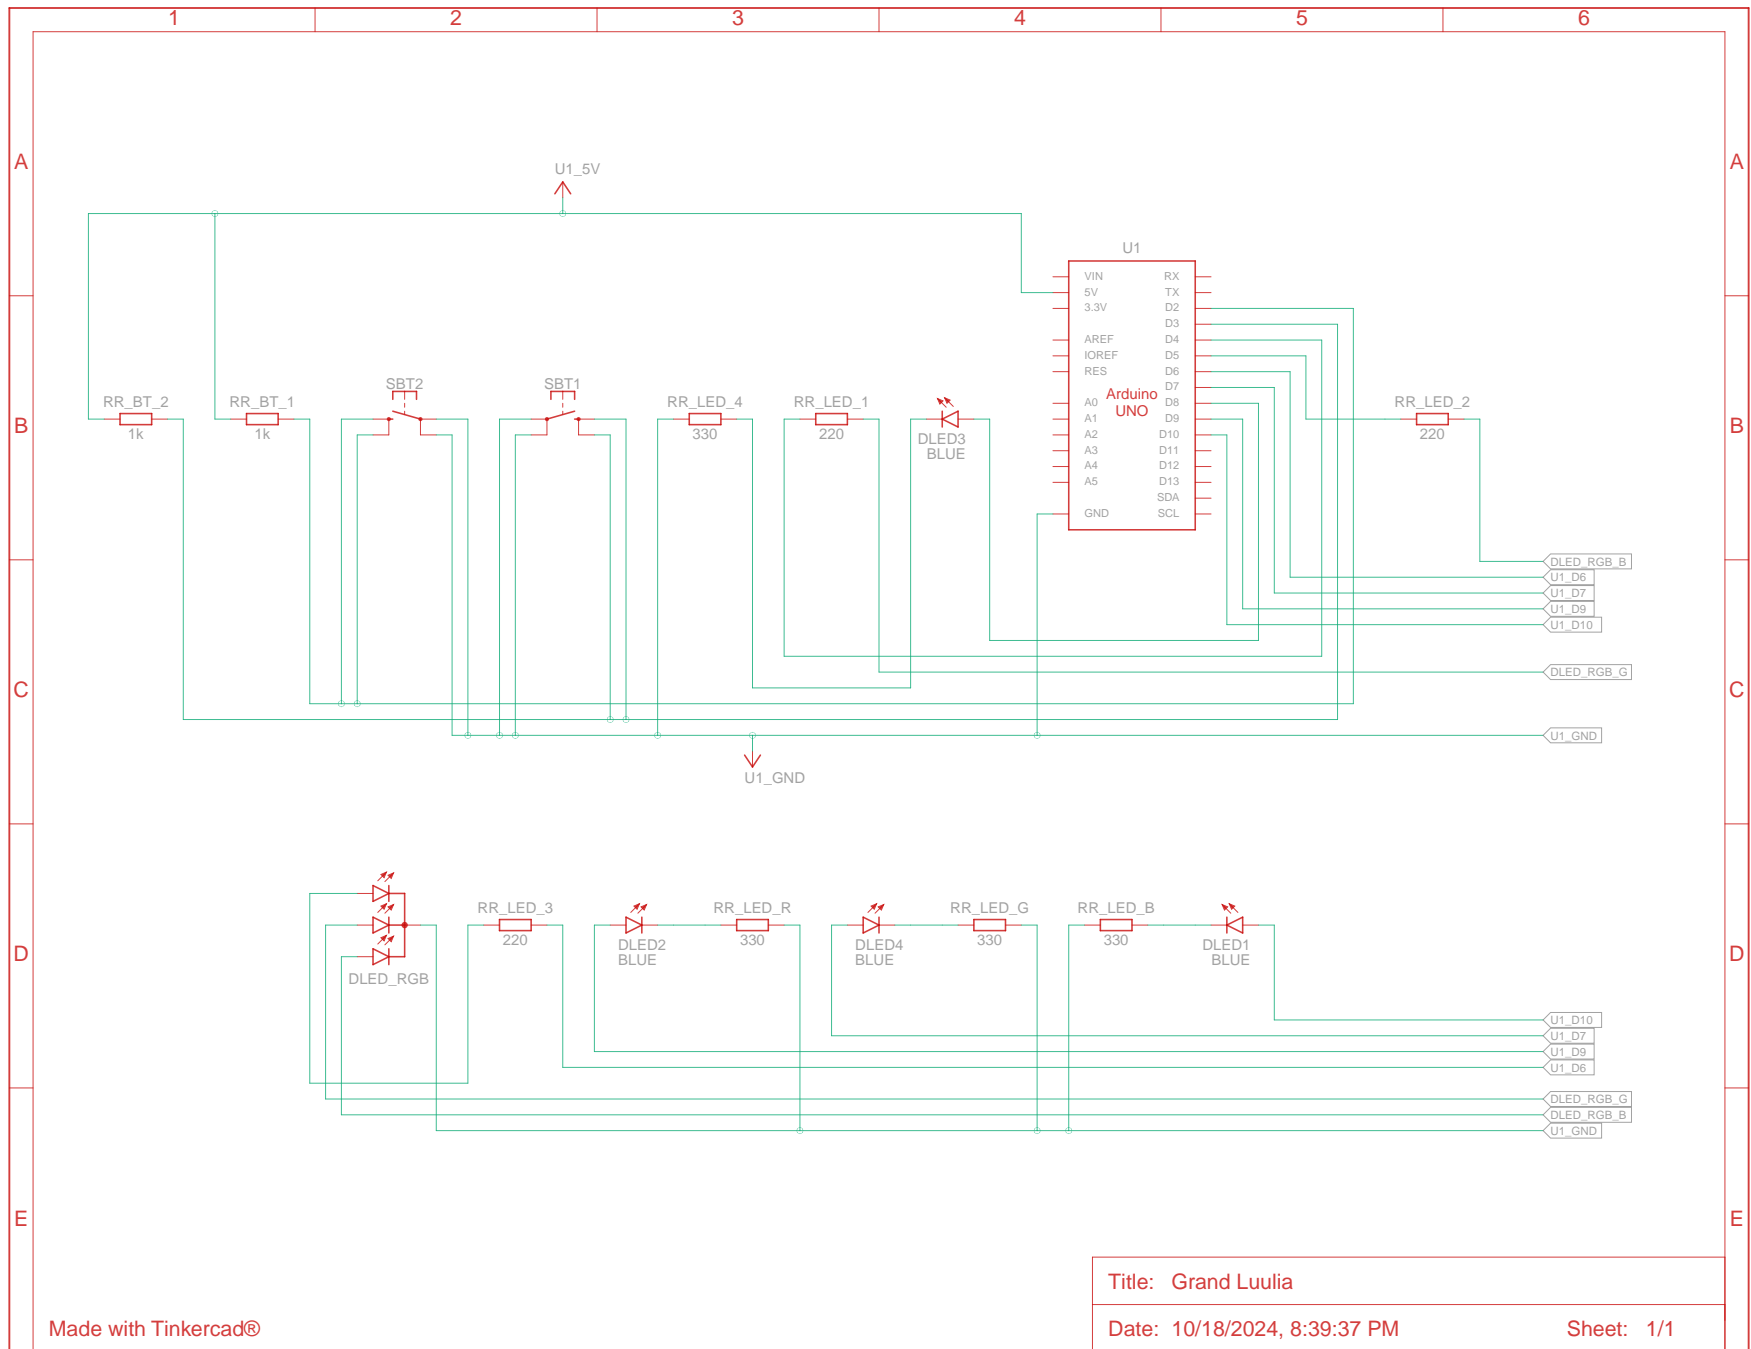 1 2 3 4 5 6
A A
U1_5V
U1
VIN RX
5V TX
3.3V D2
D3
AREF D4
IOREF D5
RES D6
D7
A0 D8
Arduino
UNO
A1 D9
A2 D10
A3 D11
A4 D12
A5 D13
SDA
GND SCL
SBT2 SBT1
RR_BT_2 RR_BT_1 RR_LED_4 RR_LED_1 RR_LED_2
B B
1k 1k 330 220 220
DLED3
BLUE
DLED_RGB_B
U1_D6
U1_D7
U1_D9
U1_D10
DLED_RGB_G
C C
U1_GND
U1_GND
RR_LED_3 RR_LED_R RR_LED_G RR_LED_B
220 330 330 330
DLED2 DLED4 DLED1
BLUE BLUE BLUE
D D
DLED_RGB
U1_D10
U1_D7
U1_D9
U1_D6
DLED_RGB_G
DLED_RGB_B
U1_GND
E E
Title: Grand Luulia
Made with Tinkercad®
Date: 10/18/2024, 8:39:37 PM Sheet: 1/1